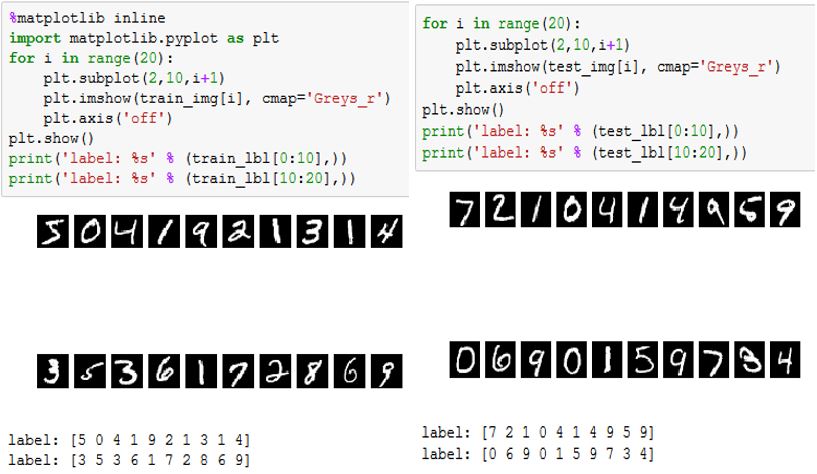 %matplotlib inline
import matplotlib.pyplot as plt
for i in range(20):
    plt.subplot(2,10,i+1)
    plt.imshow(train_img[i], cmap='Greys_r')
    plt.axis('off')
plt.show()
print('label: %s' % (train_lbl[0:10],))
print('label: %s' % (train_lbl[10:20],))
5 0 4 1 9 2 1 3 1 4
3 5 3 6 1 7 2 8 6 9
label: [5 0 4 1 9 2 1 3 1 4]
label: [3 5 3 6 1 7 2 8 6 9]
for i in range(20):
    plt.subplot(2,10,i+1)
    plt.imshow(test_img[i], cmap='Greys_r')
    plt.axis('off')
plt.show()
print('label: %s' % (test_lbl[0:10],))
print('label: %s' % (test_lbl[10:20],))
7 2 1 0 4 1 4 9 5 9
0 6 9 0 1 5 9 7 3 4
label: [7 2 1 0 4 1 4 9 5 9]
label: [0 6 9 0 1 5 9 7 3 4]